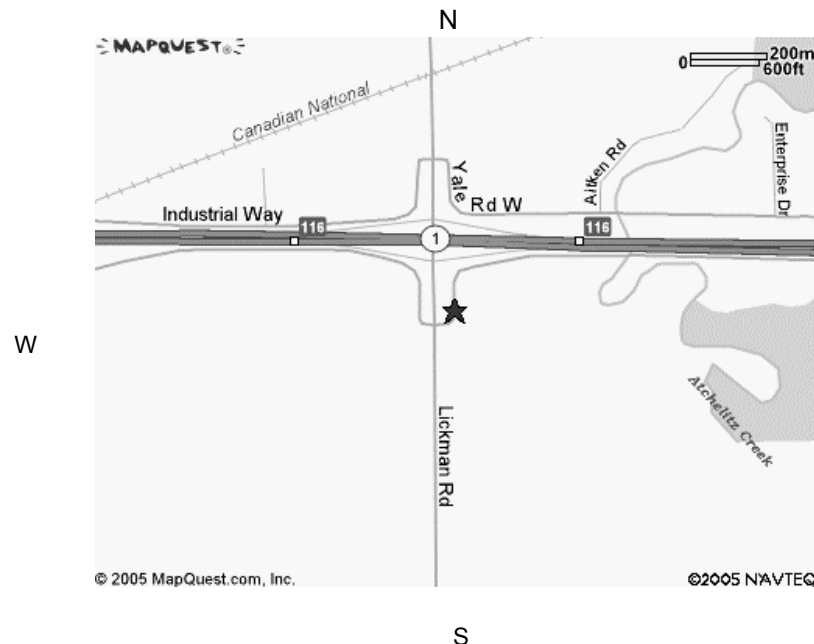 N
MAPQUEST®
0 200m
600ft
Canadian National
Yale
Rd W
Aitken Rd
Enterprise Dr
Industrial Way
116
116
1
W
Lickman Rd
Atchelitz Creek
© 2005 MapQuest.com, Inc.
©2005 NAVTEQ
S